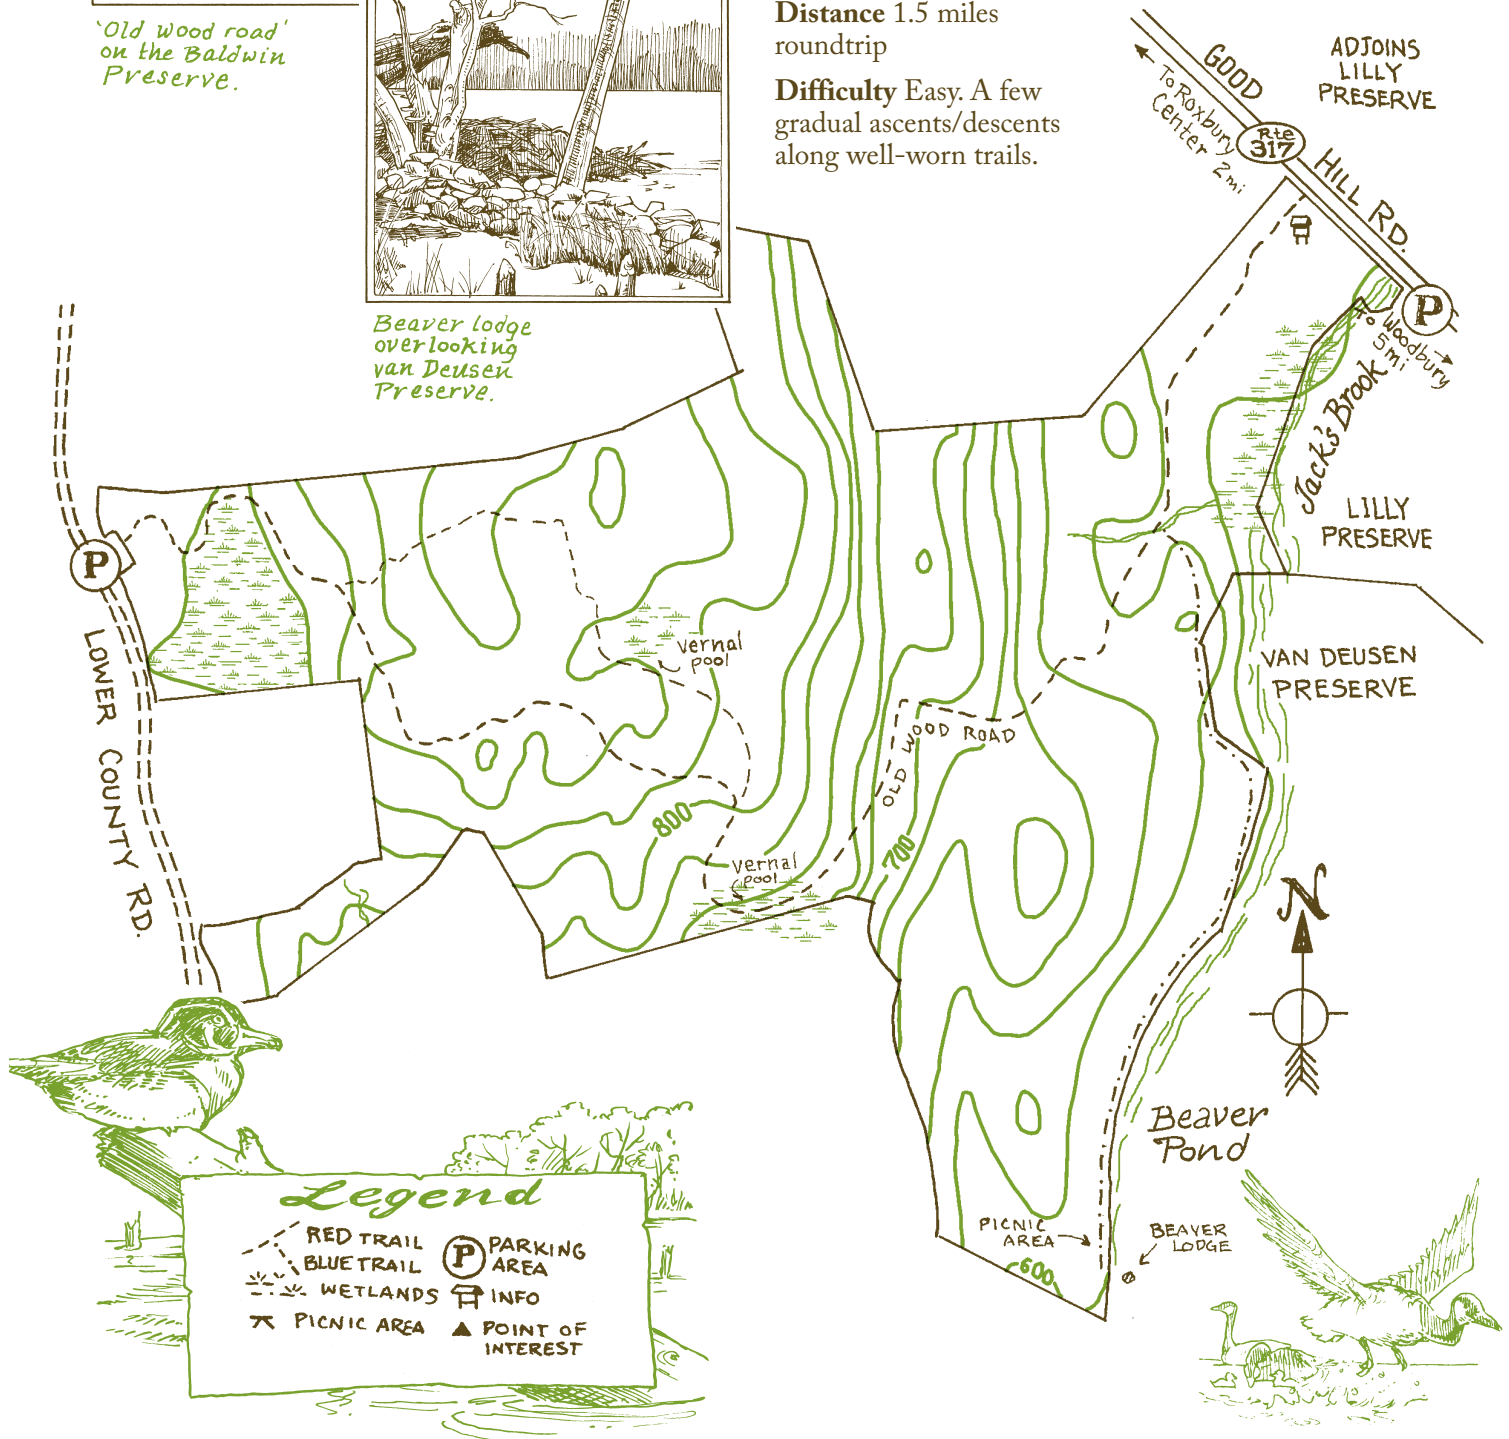 'Old wood road'
on the Baldwin
Preserve.
Beaver lodge
overlooking
van Deusen
Preserve.
Distance 1.5 miles
roundtrip
Difficulty Easy. A few
gradual ascents/descents
along well-worn trails.
GOOD
HILL RD.
Rte
317
To Roxbury
Center 2 mi
ADJOINS
LILLY
PRESERVE
P
To Woodbury
5 mi
Jack's Brook
LILLY
PRESERVE
VAN DEUSEN
PRESERVE
P
LOWER COUNTY RD.
Vernal
pool
OLD WOOD ROAD
800
700
Vernal
pool
N
Beaver
Pond
PICNIC
AREA
BEAVER
LODGE
600
Legend
RED TRAIL
BLUE TRAIL
WETLANDS
PICNIC AREA
P PARKING
AREA
INFO
POINT OF
INTEREST